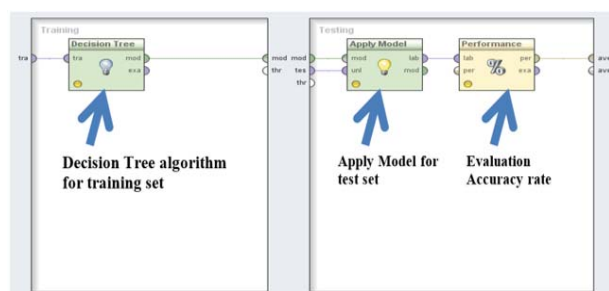 Training
Decision Tree
tra
tra
mod
exa
mod
thr
Decision Tree algorithm
for training set
Testing
mod
tes
thr
Apply Model
mod
unl
lab
mod
Performance
lab
per
per
exa
ave
ave
%
Apply Model for
test set
Evaluation
Accuracy rate